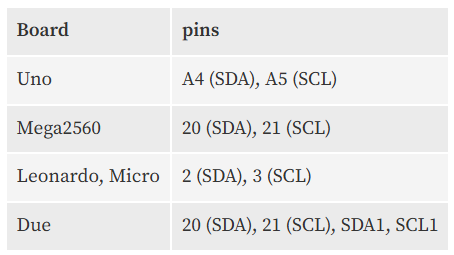 Board pins
Uno A4 (SDA), A5 (SCL)
Mega2560 20 (SDA), 21 (SCL)
Leonardo, Micro 2 (SDA), 3 (SCL)
Due 20 (SDA), 21 (SCL), SDA1, SCL1